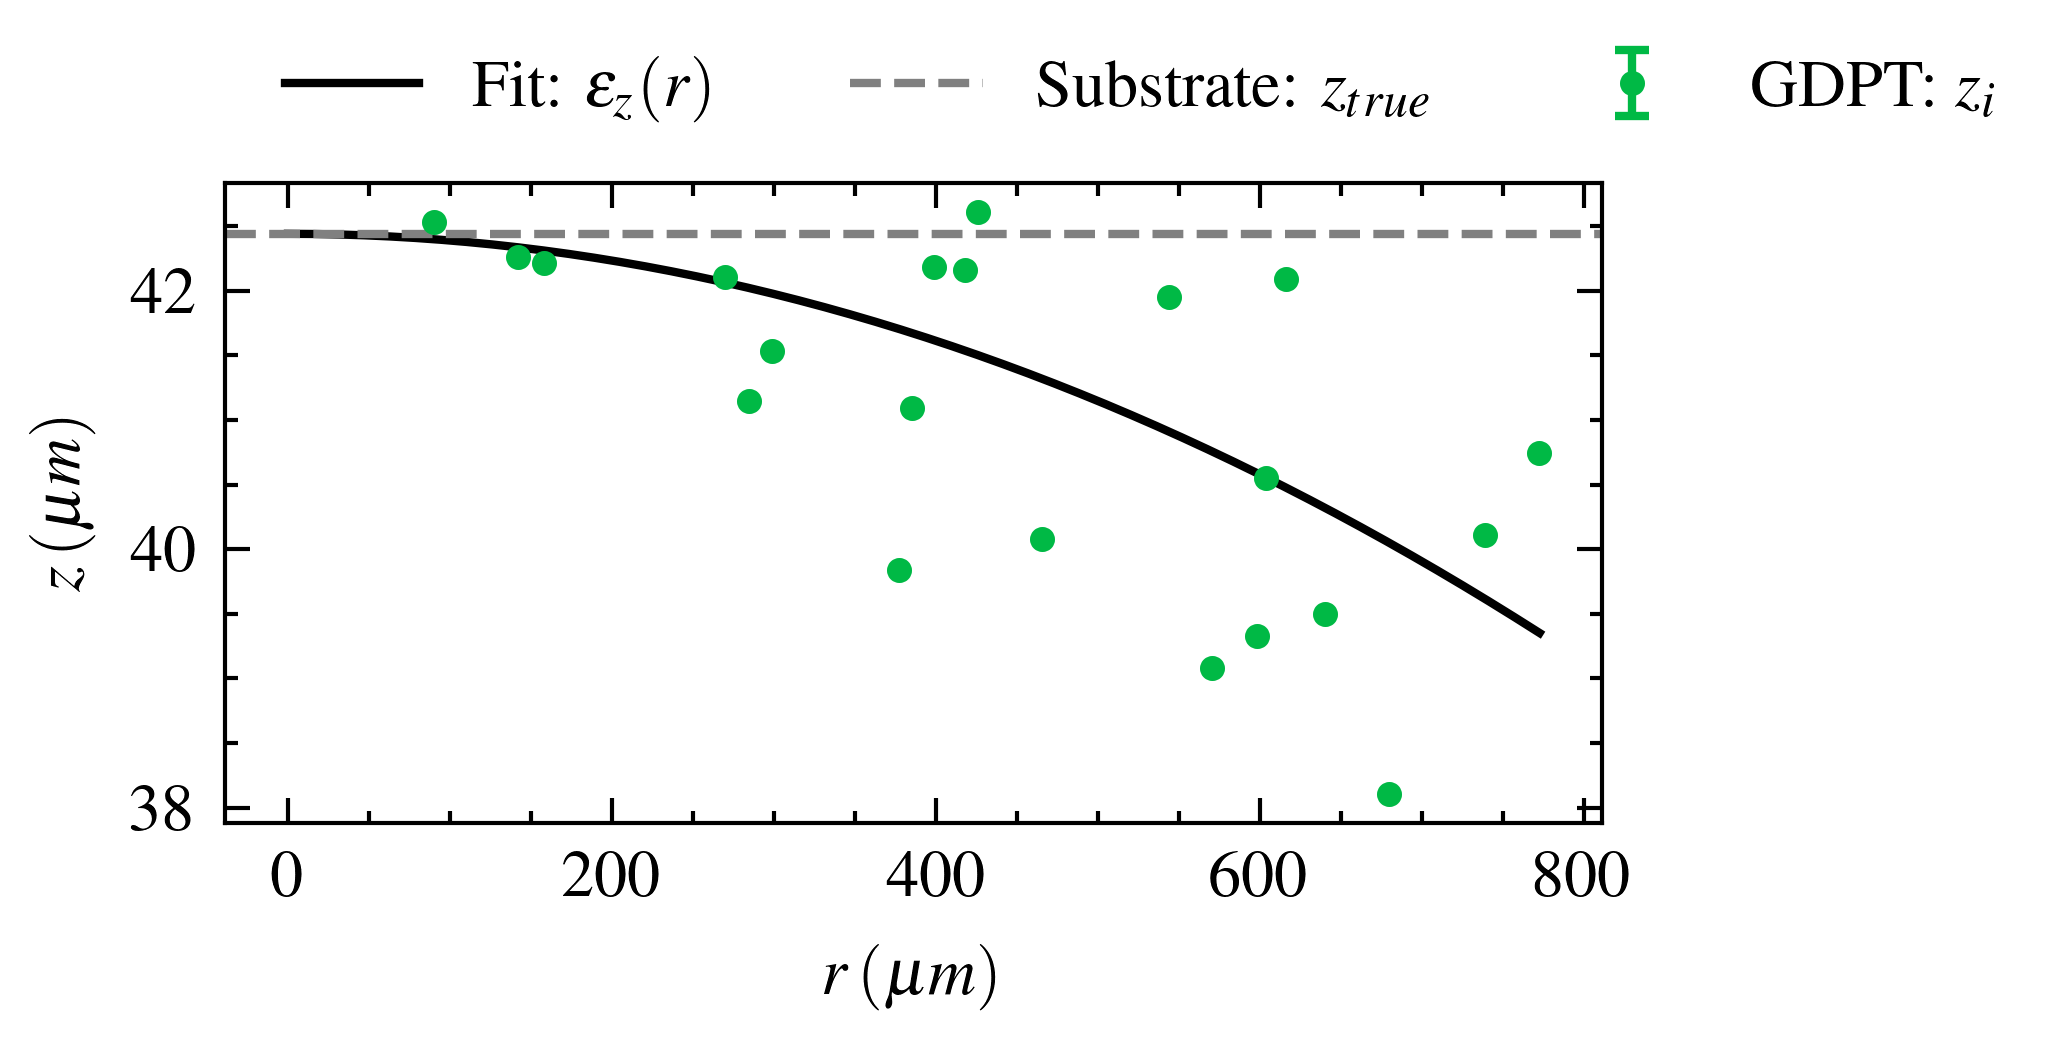 Fit: εz(r) Substrate: ztrue GDPT: zi
z (μm)
42
40
38
0 200 400 600 800
r (μm)